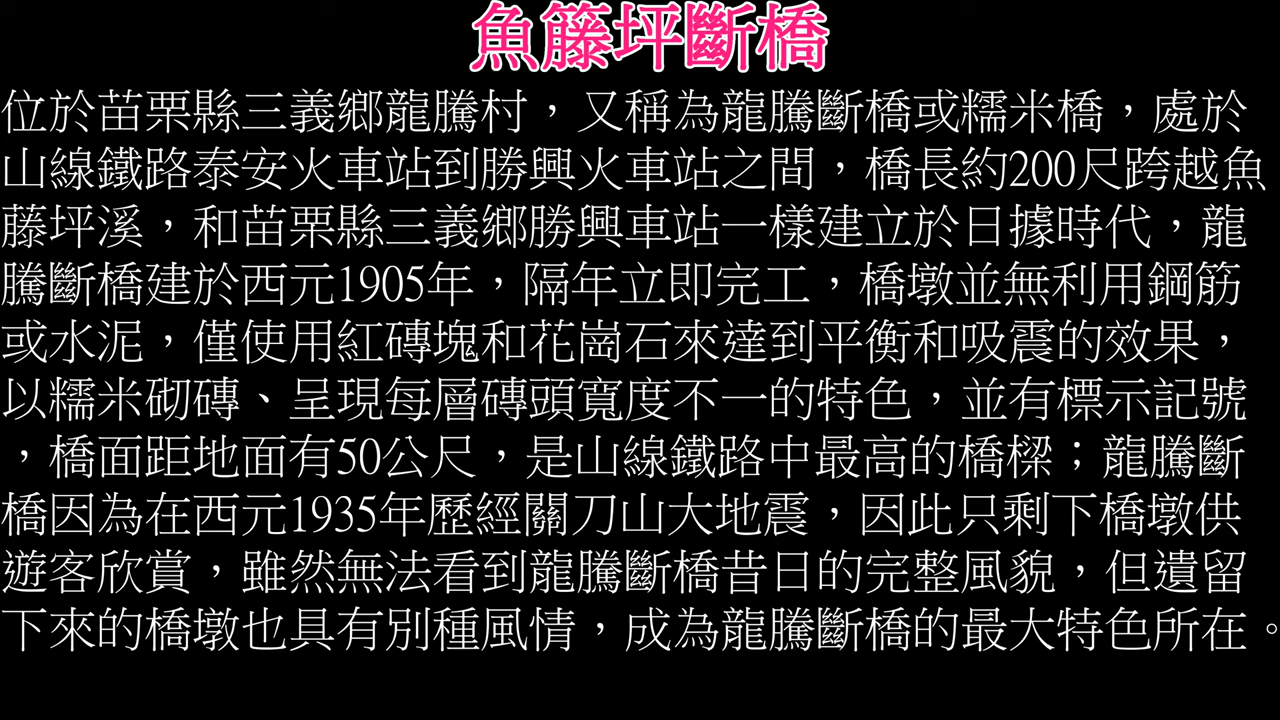 魚籐坪斷橋
位於苗栗縣三義鄉龍騰村，又稱為龍騰斷橋或糯米橋，處於
山線鐵路泰安火車站到勝興火車站之間，橋長約200尺跨越魚
藤坪溪，和苗栗縣三義鄉勝興車站一樣建立於日據時代，龍
騰斷橋建於西元1905年，隔年立即完工，橋墩並無利用鋼筋
或水泥，僅使用紅磚塊和花崗石來達到平衡和吸震的效果，
以糯米砌磚、呈現每層磚頭寬度不一的特色，並有標示記號
，橋面距地面有50公尺，是山線鐵路中最高的橋樑；龍騰斷
橋因為在西元1935年歷經關刀山大地震，因此只剩下橋墩供
遊客欣賞，雖然無法看到龍騰斷橋昔日的完整風貌，但遺留
下來的橋墩也具有別種風情，成為龍騰斷橋的最大特色所在。